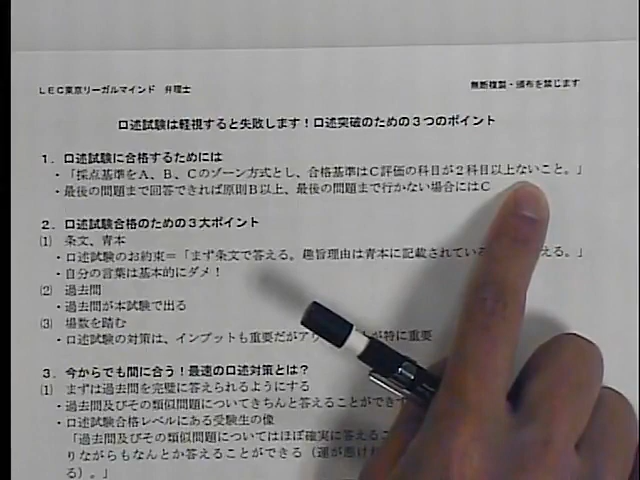 LEC東京リーガルマインド 弁理士
無断複製・頒布を禁じます
口述試験は軽視すると失敗します！口述突破のための３つのポイント
１．口述試験に合格するためには
・「採点基準をA、B、Cのゾーン方式とし、合格基準はC評価の科目が２科目以上ないこと。」
・最後の問題まで回答できれば原則B以上、最後の問題まで行かない場合にはC
２．口述試験合格のための３大ポイント
(1) 条文、青本
・口述試験のお約束＝「まず条文で答える。趣旨理由は青本に記載されてい える。」
・自分の言葉は基本的にダメ！
(2) 過去問
・過去問が本試験で出る
(3) 場数を踏む
・口述試験の対策は、インプットも重要だがア が特に重要
３．今からでも間に合う！最速の口述対策とは？
(1) まずは過去問を完璧に答えられるようにする
・過去問及びその類似問題についてきちんと答えることができ
・口述試験合格レベルにある受験生の像
「過去問及びその類似問題についてはほぼ確実に答える
りながらもなんとか答えることができる（運が悪け
る）。」